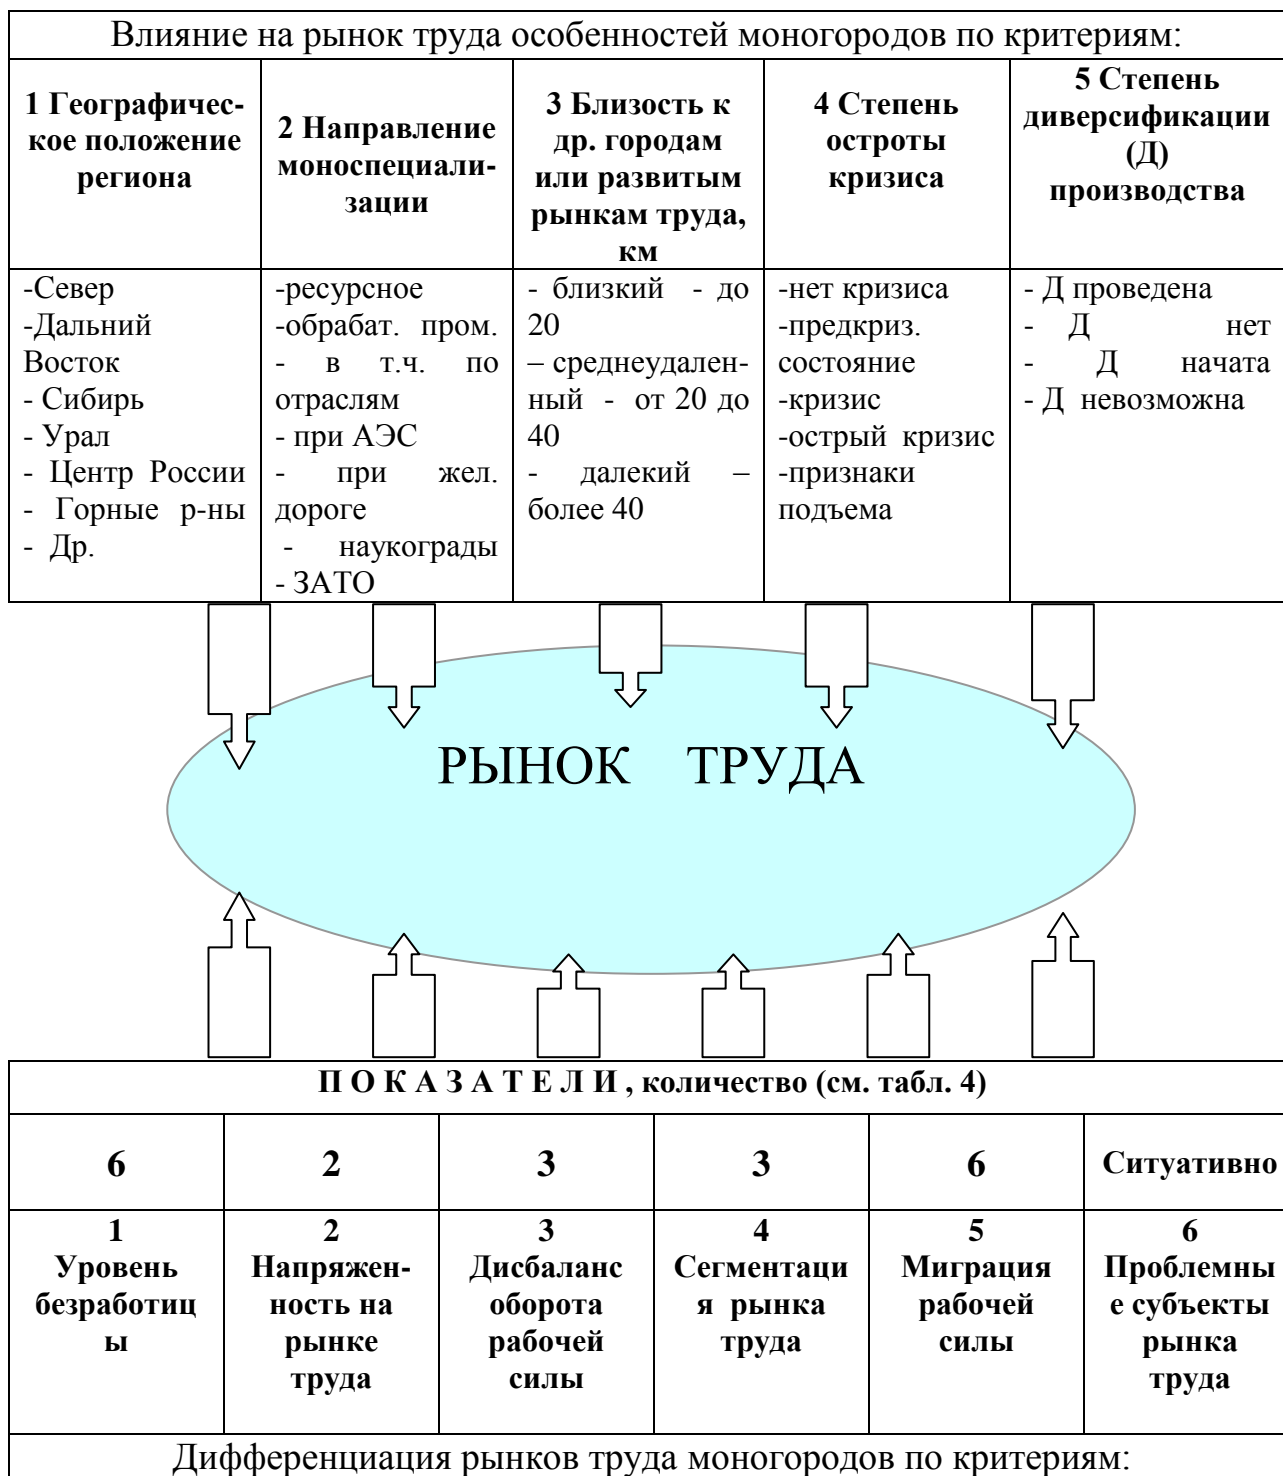 Влияние на рынок труда особенностей моногородов по критериям:
1 Географичес-
кое положение
региона
2 Направление
моноспециали-
зации
3 Близость к
др. городам
или развитым
рынкам труда,
км
4 Степень
остроты
кризиса
5 Степень
диверсификации
(Д)
производства
-Север
-Дальний
Восток
- Сибирь
- Урал
- Центр России
- Горные р-ны
- Др.
-ресурсное
-обрабат. пром.
- в т.ч. по
отраслям
- при АЭС
- при жел.
дороге
- наукограды
- ЗАТО
- близкий - до
20
– среднеудален-
ный - от 20 до
40
- далекий –
более 40
-нет кризиса
-предкриз.
состояние
-кризис
-острый кризис
-признаки
подъема
- Д проведена
- Д нет
- Д начата
- Д невозможна
РЫНОК ТРУДА
П О К А З А Т Е Л И , количество (см. табл. 4)
6
2
3
3
6
Ситуативно
1
Уровень
безработиц
ы
2
Напряжен-
ность на
рынке
труда
3
Дисбаланс
оборота
рабочей
силы
4
Сегментаци
я рынка
труда
5
Миграция
рабочей
силы
6
Проблемны
е субъекты
рынка
труда
Дифференциация рынков труда моногородов по критериям: